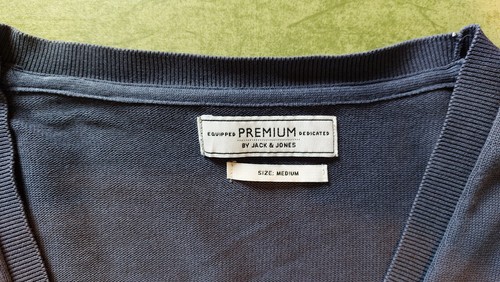 EQUIPPED PREMIUM DEDICATED
BY JACK & JONES
SIZE: MEDIUM